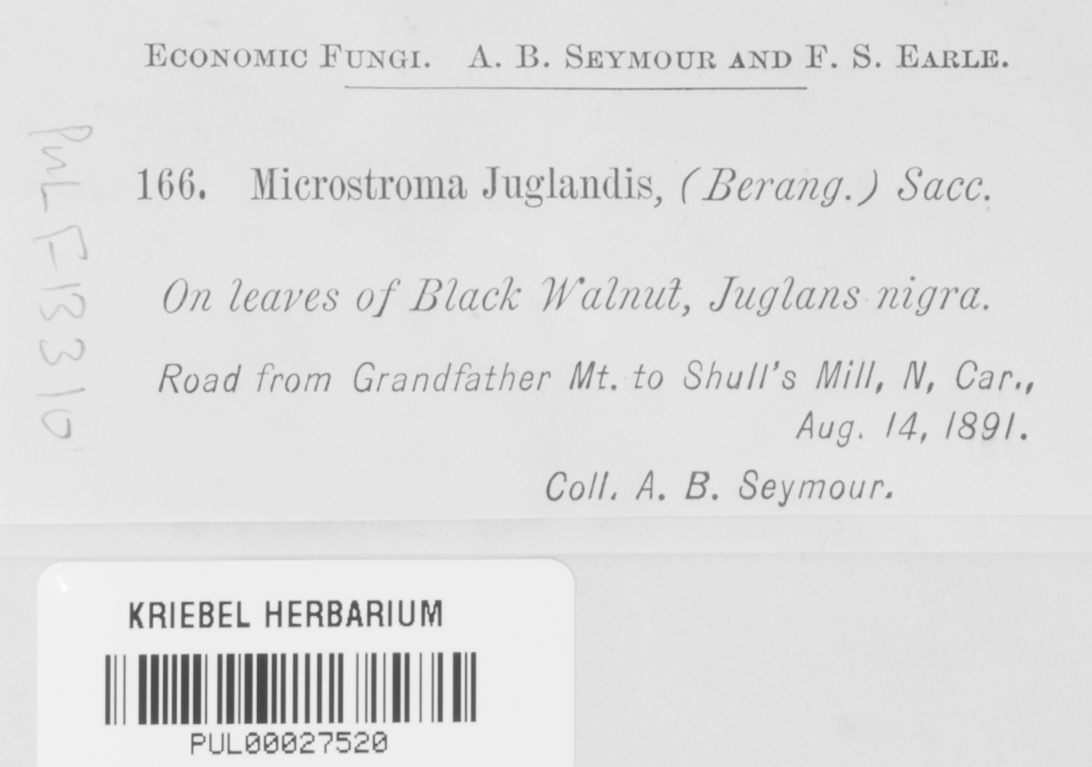 ECONOMIC FUNGI. A. B. SEYMOUR AND F. S. EARLE.
166. Microstroma Juglandis, (Berang.) Sacc.
On leaves of Black Walnut, Juglans nigra.
Road from Grandfather Mt. to Shull's Mill, N, Car.,
Aug. 14, 1891.
Coll. A. B. Seymour.
PUL F13310
KRIEBEL HERBARIUM
PUL00027520